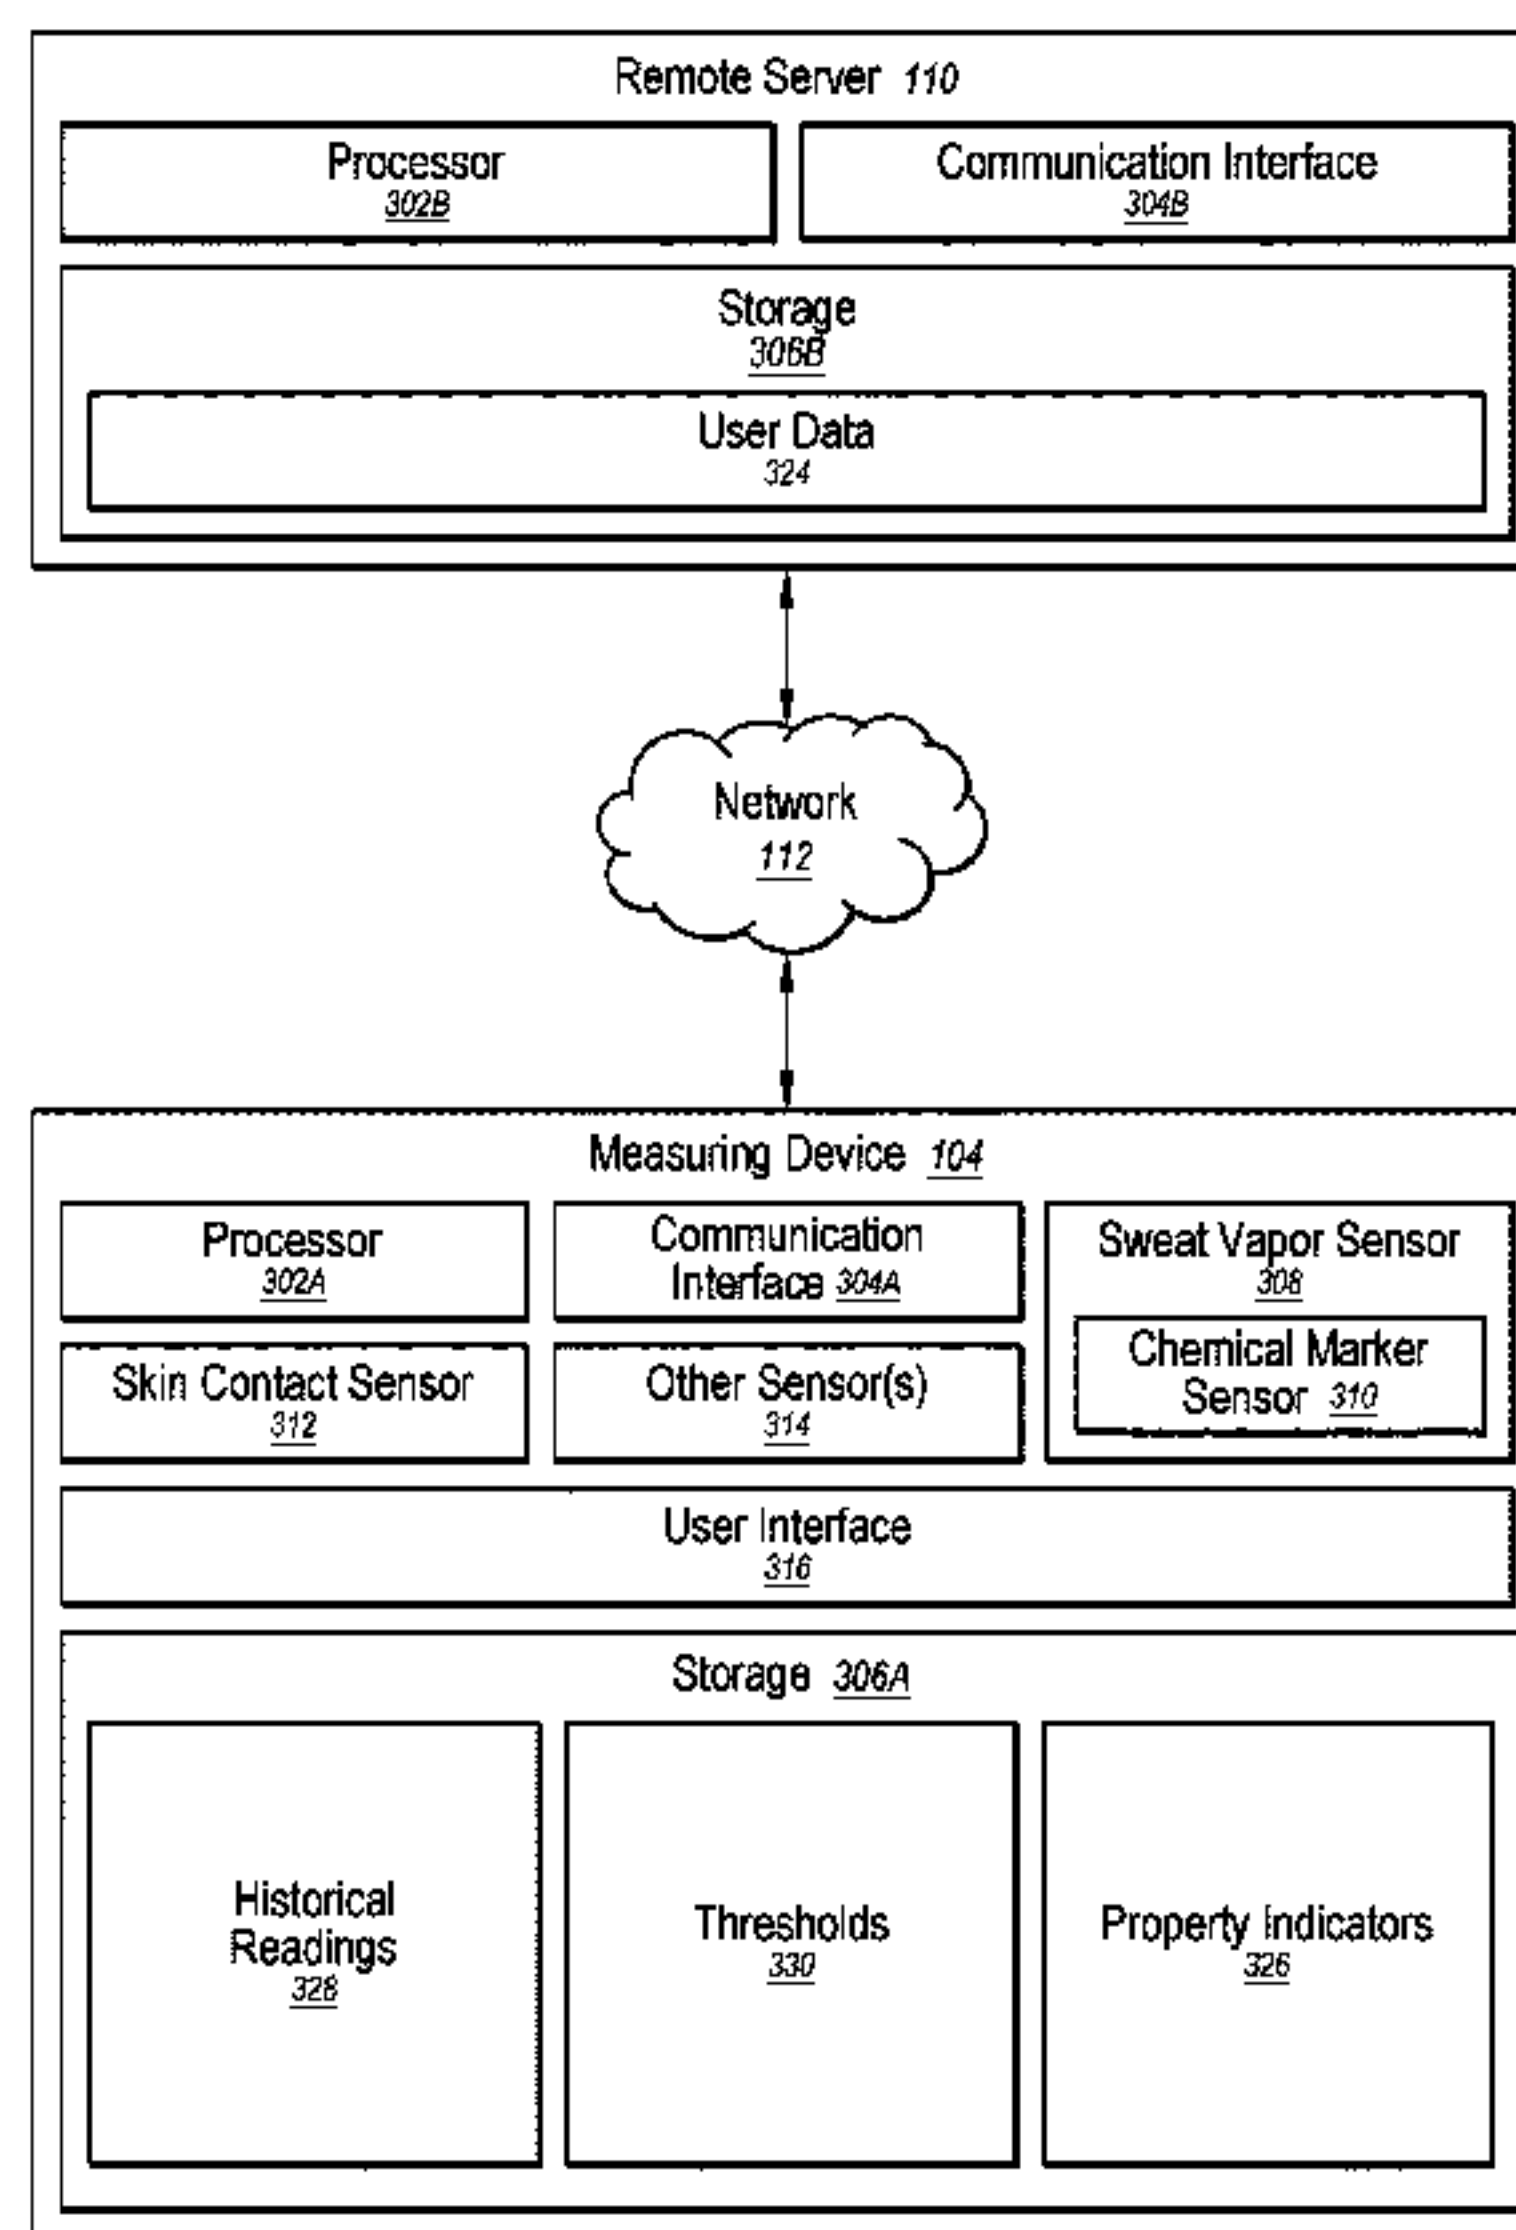 Remote Server 110
Processor
302B
Communication Interface
304B
Storage
306B
User Data
324
Network
112
Measuring Device 104
Processor
302A
Communication
Interface 304A
Sweat Vapor Sensor
308
Chemical Marker
Sensor 310
Skin Contact Sensor
312
Other Sensor(s)
314
User Interface
316
Storage 306A
Historical
Readings
328
Thresholds
330
Property Indicators
326